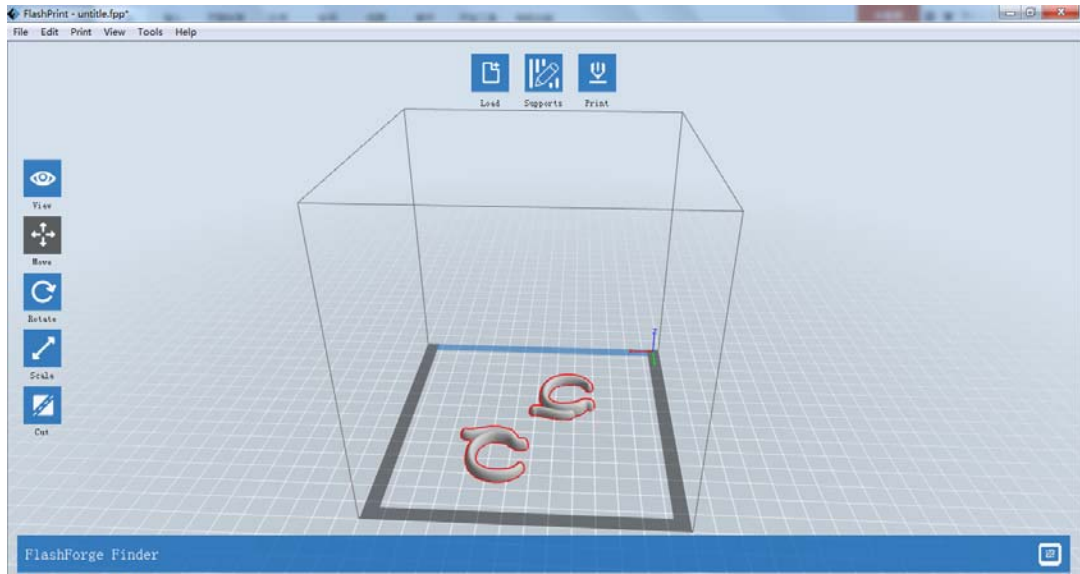 FlashPrint - untitle.fpp*
File Edit Print View Tools Help
Load Supports Print
View
Move
Rotate
Scale
Cut
FlashForge Finder